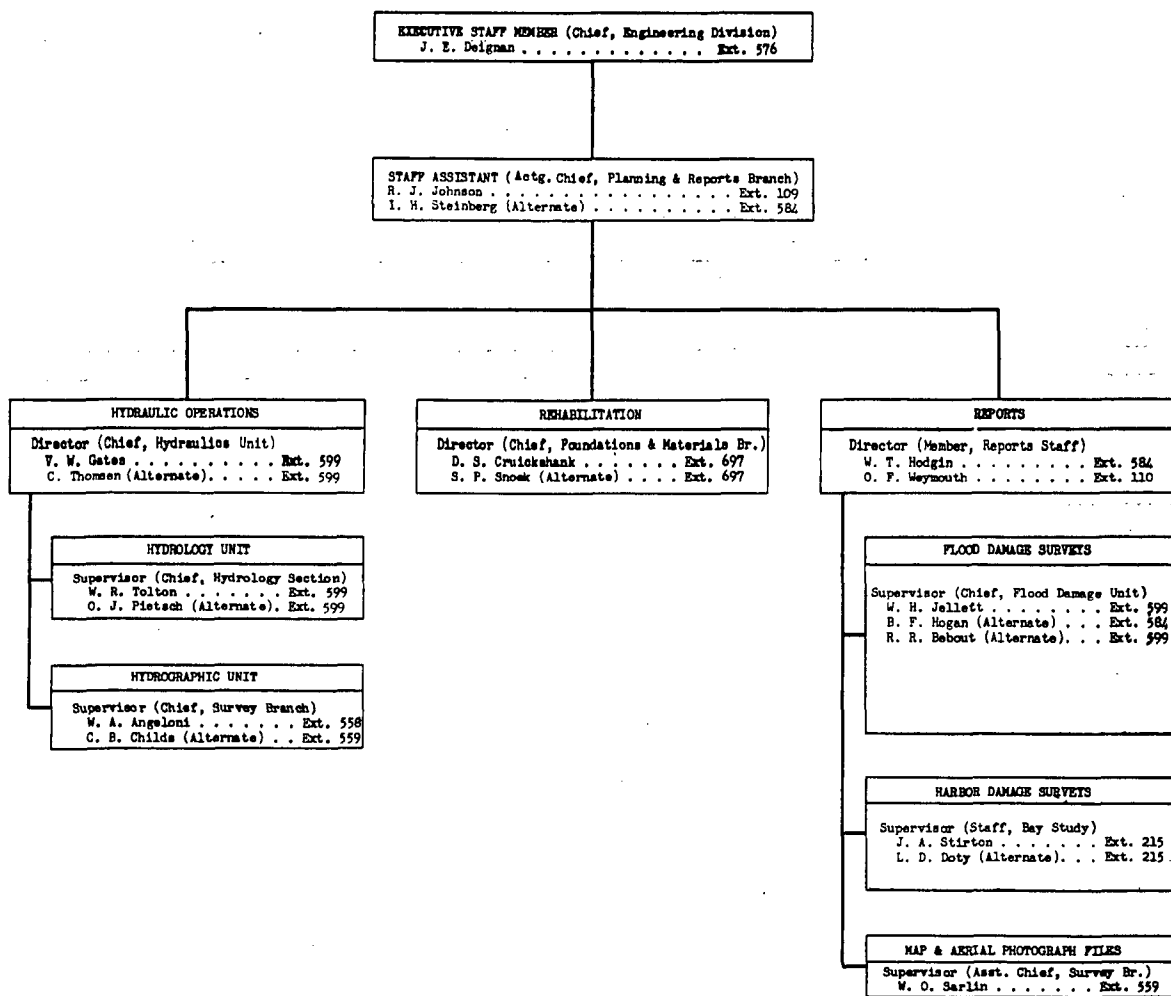 EXECUTIVE STAFF MEMBER (Chief, Engineering Division)
J. E. Deignan . . . . . . . . . . . . . Ext. 576
STAFF ASSISTANT (Actg. Chief, Planning & Reports Branch)
R. J. Johnson . . . . . . . . . . . . . . . . . Ext. 109
I. H. Steinberg (Alternate) . . . . . . . . . . Ext. 584
HYDRAULIC OPERATIONS
Director (Chief, Hydraulics Unit)
V. W. Gates . . . . . . . . . . Ext. 599
C. Thomsen (Alternate). . . . . Ext. 599
HYDROLOGY UNIT
Supervisor (Chief, Hydrology Section)
W. R. Tolton . . . . . . . Ext. 599
O. J. Pietsch (Alternate). Ext. 599
HYDROGRAPHIC UNIT
Supervisor (Chief, Survey Branch)
W. A. Angeloni . . . . . . . Ext. 558
C. B. Childs (Alternate) . . Ext. 559
REHABILITATION
Director (Chief, Foundations & Materials Br.)
D. S. Cruickshank . . . . . . . Ext. 697
S. P. Snoek (Alternate) . . . . Ext. 697
REPORTS
Director (Member, Reports Staff)
W. T. Hodgin . . . . . . . . . Ext. 584
O. F. Weymouth . . . . . . . . Ext. 110
FLOOD DAMAGE SURVEYS
Supervisor (Chief, Flood Damage Unit)
W. H. Jellett . . . . . . . . Ext. 599
B. F. Hogan (Alternate) . . . Ext. 584
R. R. Bebout (Alternate). . . Ext. 599
HARBOR DAMAGE SURVEYS
Supervisor (Staff, Bay Study)
J. A. Stirton . . . . . . . Ext. 215
L. D. Doty (Alternate). . . Ext. 215
MAP & AERIAL PHOTOGRAPH FILES
Supervisor (Asst. Chief, Survey Br.)
W. O. Sarlin . . . . . . . Ext. 559